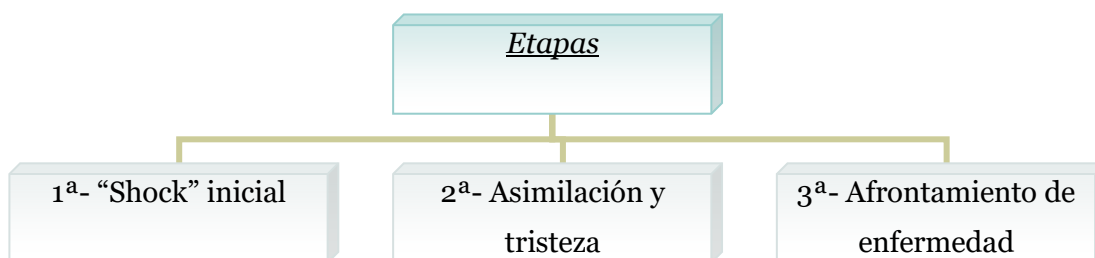 Etapas
1ª- “Shock” inicial
2ª- Asimilación y
tristeza
3ª- Afrontamiento de
enfermedad